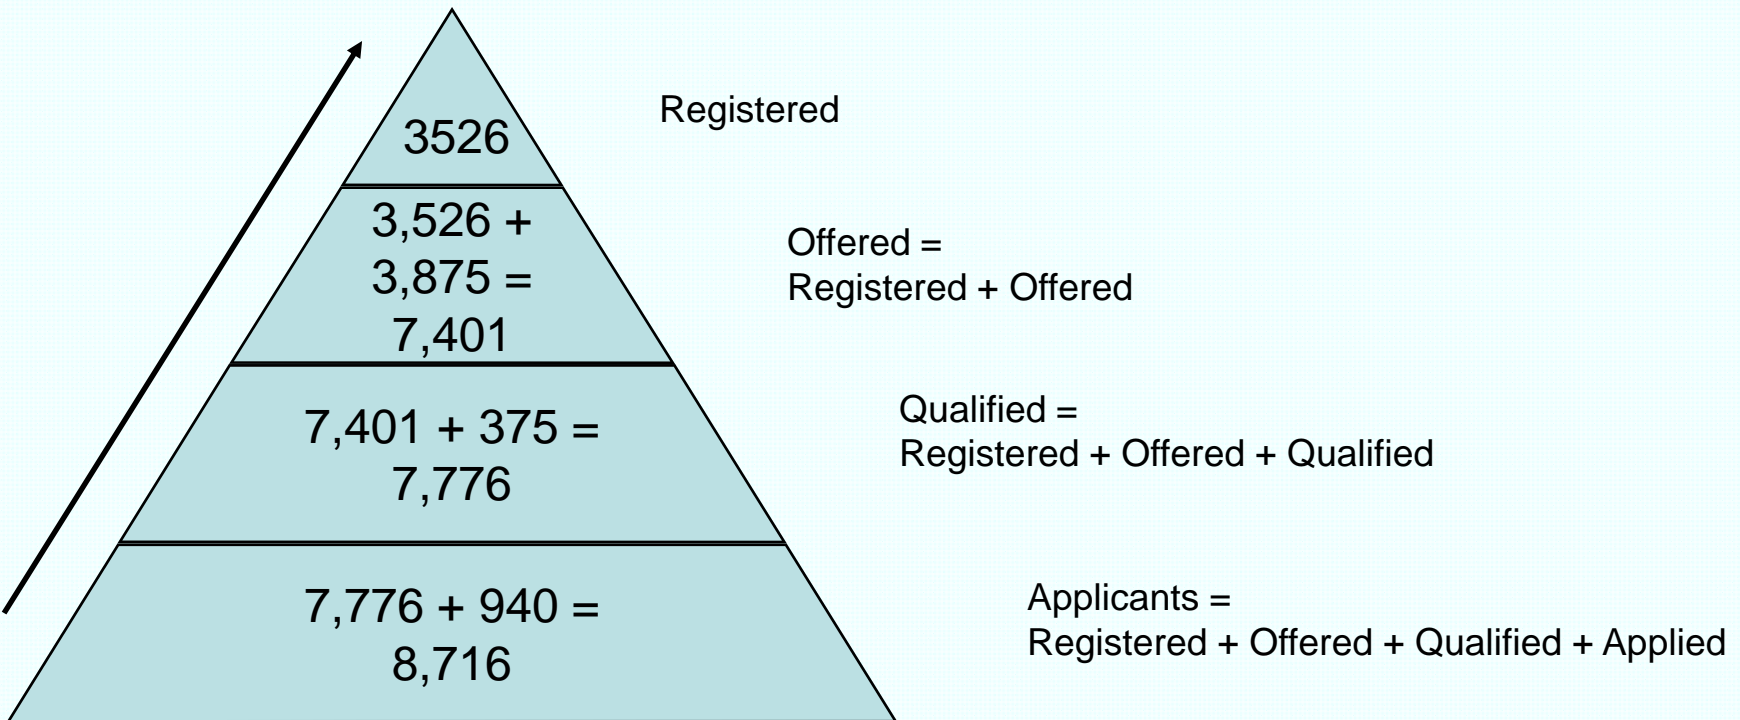 Registered
3526
3,526 +
3,875 =
7,401
Offered =
Registered + Offered
7,401 + 375 =
7,776
Qualified =
Registered + Offered + Qualified
7,776 + 940 =
8,716
Applicants =
Registered + Offered + Qualified + Applied